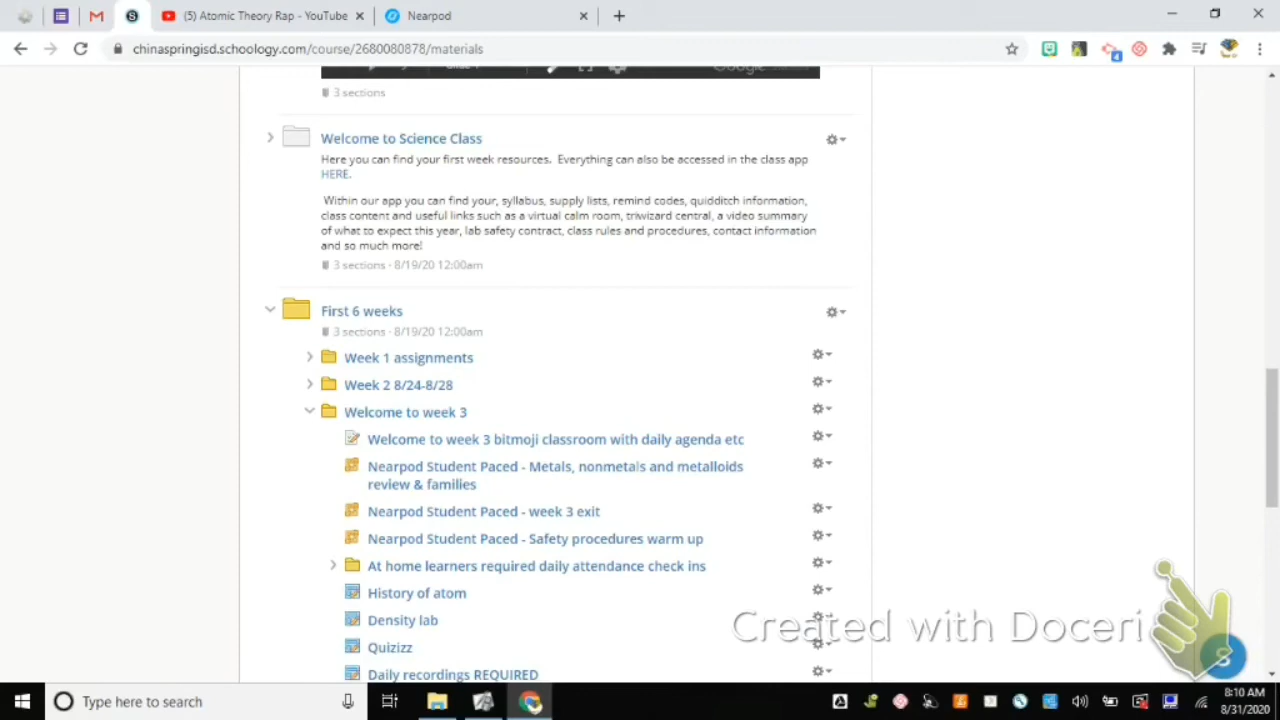 (5) Atomic Theory Rap - YouTube
Nearpod
chinaspringisd.schoology.com/course/2680080878/materials
4
3 sections
Welcome to Science Class
Here you can find your first week resources. Everything can also be accessed in the class app
HERE.
Within our app you can find your, syllabus, supply lists, remind codes, quidditch information,
class content and useful links such as a virtual calm room, triwizard central, a video summary
of what to expect this year, lab safety contract, class rules and procedures, contact information
and so much more!
3 sections · 8/19/20 12:00am
First 6 weeks
3 sections · 8/19/20 12:00am
Week 1 assignments
Week 2 8/24-8/28
Welcome to week 3
Welcome to week 3 bitmoji classroom with daily agenda etc
Nearpod Student Paced - Metals, nonmetals and metalloids
review & families
Nearpod Student Paced - week 3 exit
Nearpod Student Paced - Safety procedures warm up
At home learners required daily attendance check ins
History of atom
Density lab
Quizizz
Daily recordings REQUIRED
Created with Doceri
Type here to search
8:10 AM
8/31/2020